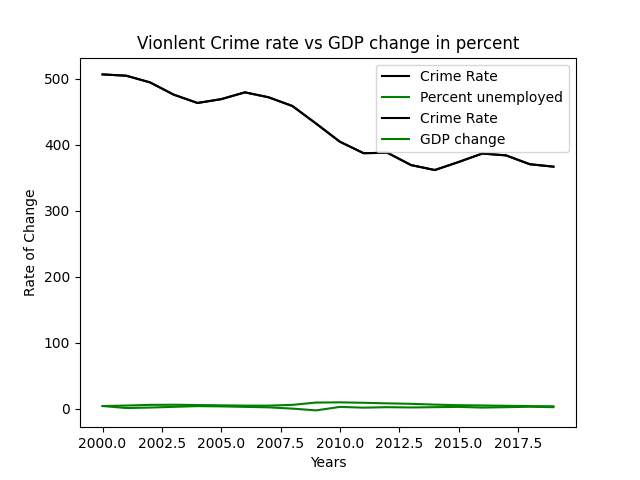 Vionlent Crime rate vs GDP change in percent
Crime Rate
Percent unemployed
Crime Rate
GDP change
500
400
300
200
100
0
Rate of Change
2000.0 2002.5 2005.0 2007.5 2010.0 2012.5 2015.0 2017.5
Years